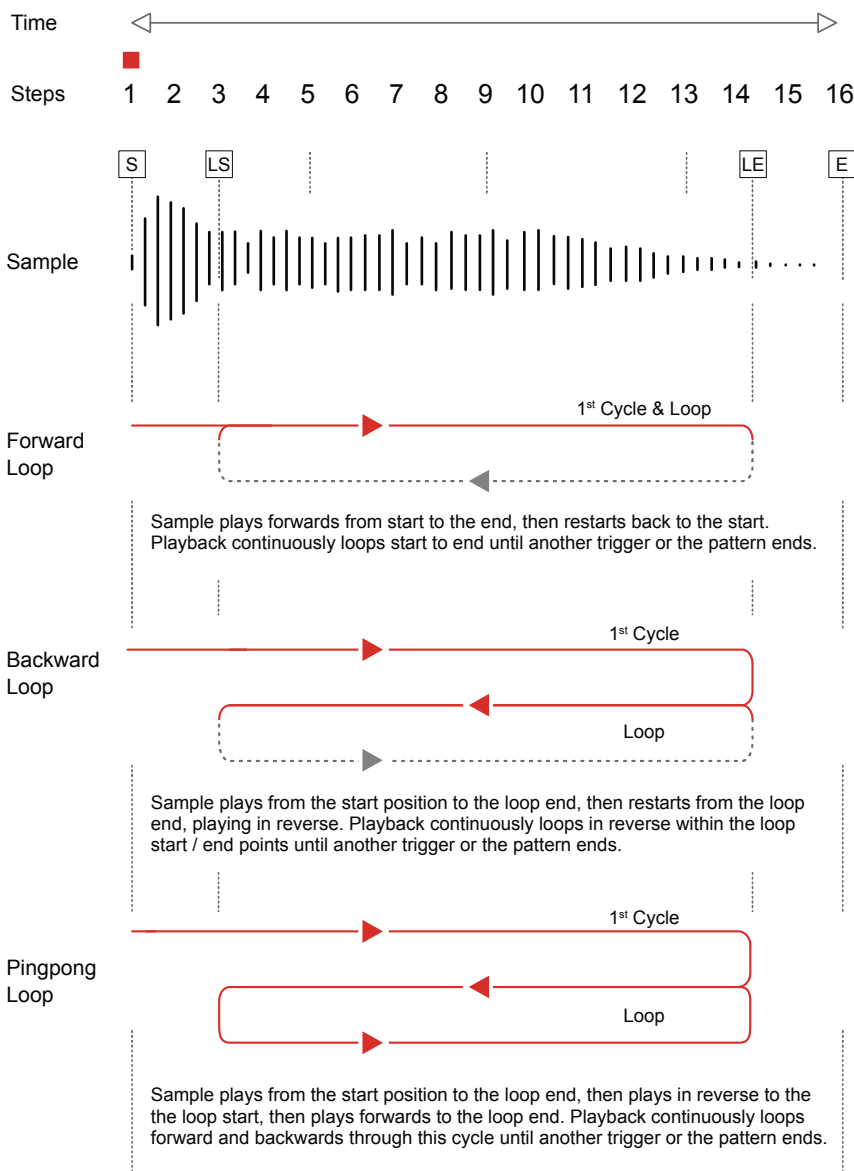 Time
Steps 1 2 3 4 5 6 7 8 9 10 11 12 13 14 15 16
S LS LE E
Sample
1st Cycle & Loop
Forward
Loop
Sample plays forwards from start to the end, then restarts back to the start.
Playback continuously loops start to end until another trigger or the pattern ends.
1st Cycle
Backward
Loop
Loop
Sample plays from the start position to the loop end, then restarts from the loop
end, playing in reverse. Playback continuously loops in reverse within the loop
start / end points until another trigger or the pattern ends.
1st Cycle
Pingpong
Loop
Loop
Sample plays from the start position to the loop end, then plays in reverse to the
the loop start, then plays forwards to the loop end. Playback continuously loops
forward and backwards through this cycle until another trigger or the pattern ends.